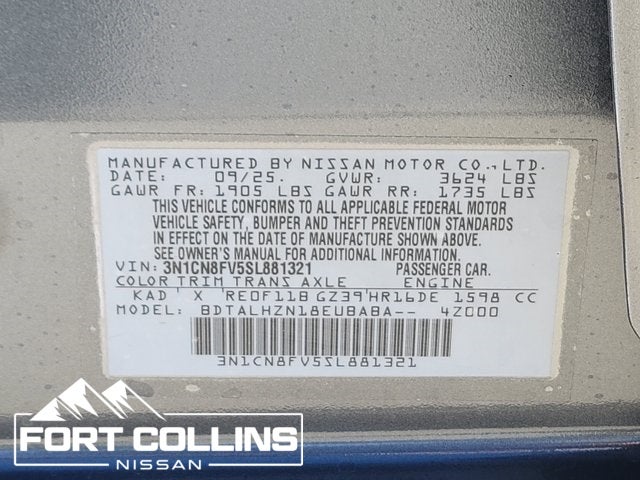 MANUFACTURED BY NISSAN MOTOR CO.,LTD.
DATE: 09/25. GVWR: 3624 LBS
GAWR FR: 1905 LBS GAWR RR: 1735 LBS
THIS VEHICLE CONFORMS TO ALL APPLICABLE FEDERAL MOTOR
VEHICLE SAFETY, BUMPER AND THEFT PREVENTION STANDARDS
IN EFFECT ON THE DATE OF MANUFACTURE SHOWN ABOVE.
SEE OWNER'S MANUAL FOR ADDITIONAL INFORMATION.
VIN: 3N1CN8FV5SL881321 PASSENGER CAR.
COLOR TRIM TRANS AXLE ENGINE
KAD X RE0F11B GZ39 HR16DE 1598 CC
MODEL: BDTALHZN18EUBABA-- 4Z000
3N1CN8FV5SL881321
FORT COLLINS
NISSAN